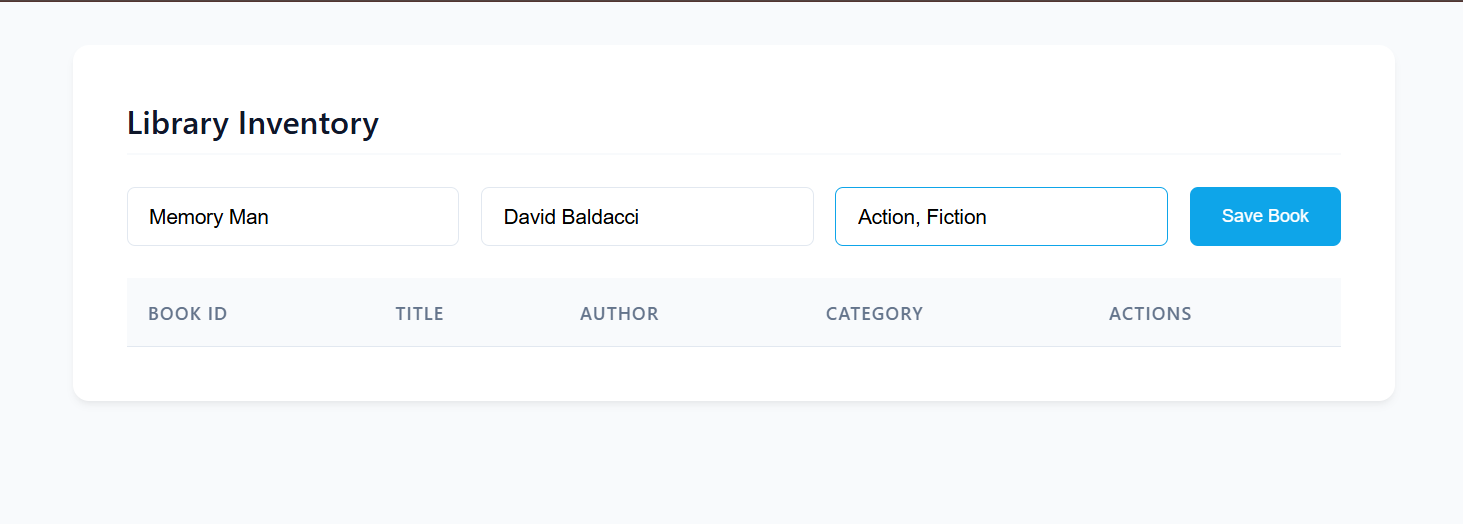 Library Inventory
Memory Man David Baldacci Action, Fiction Save Book
BOOK ID TITLE AUTHOR CATEGORY ACTIONS